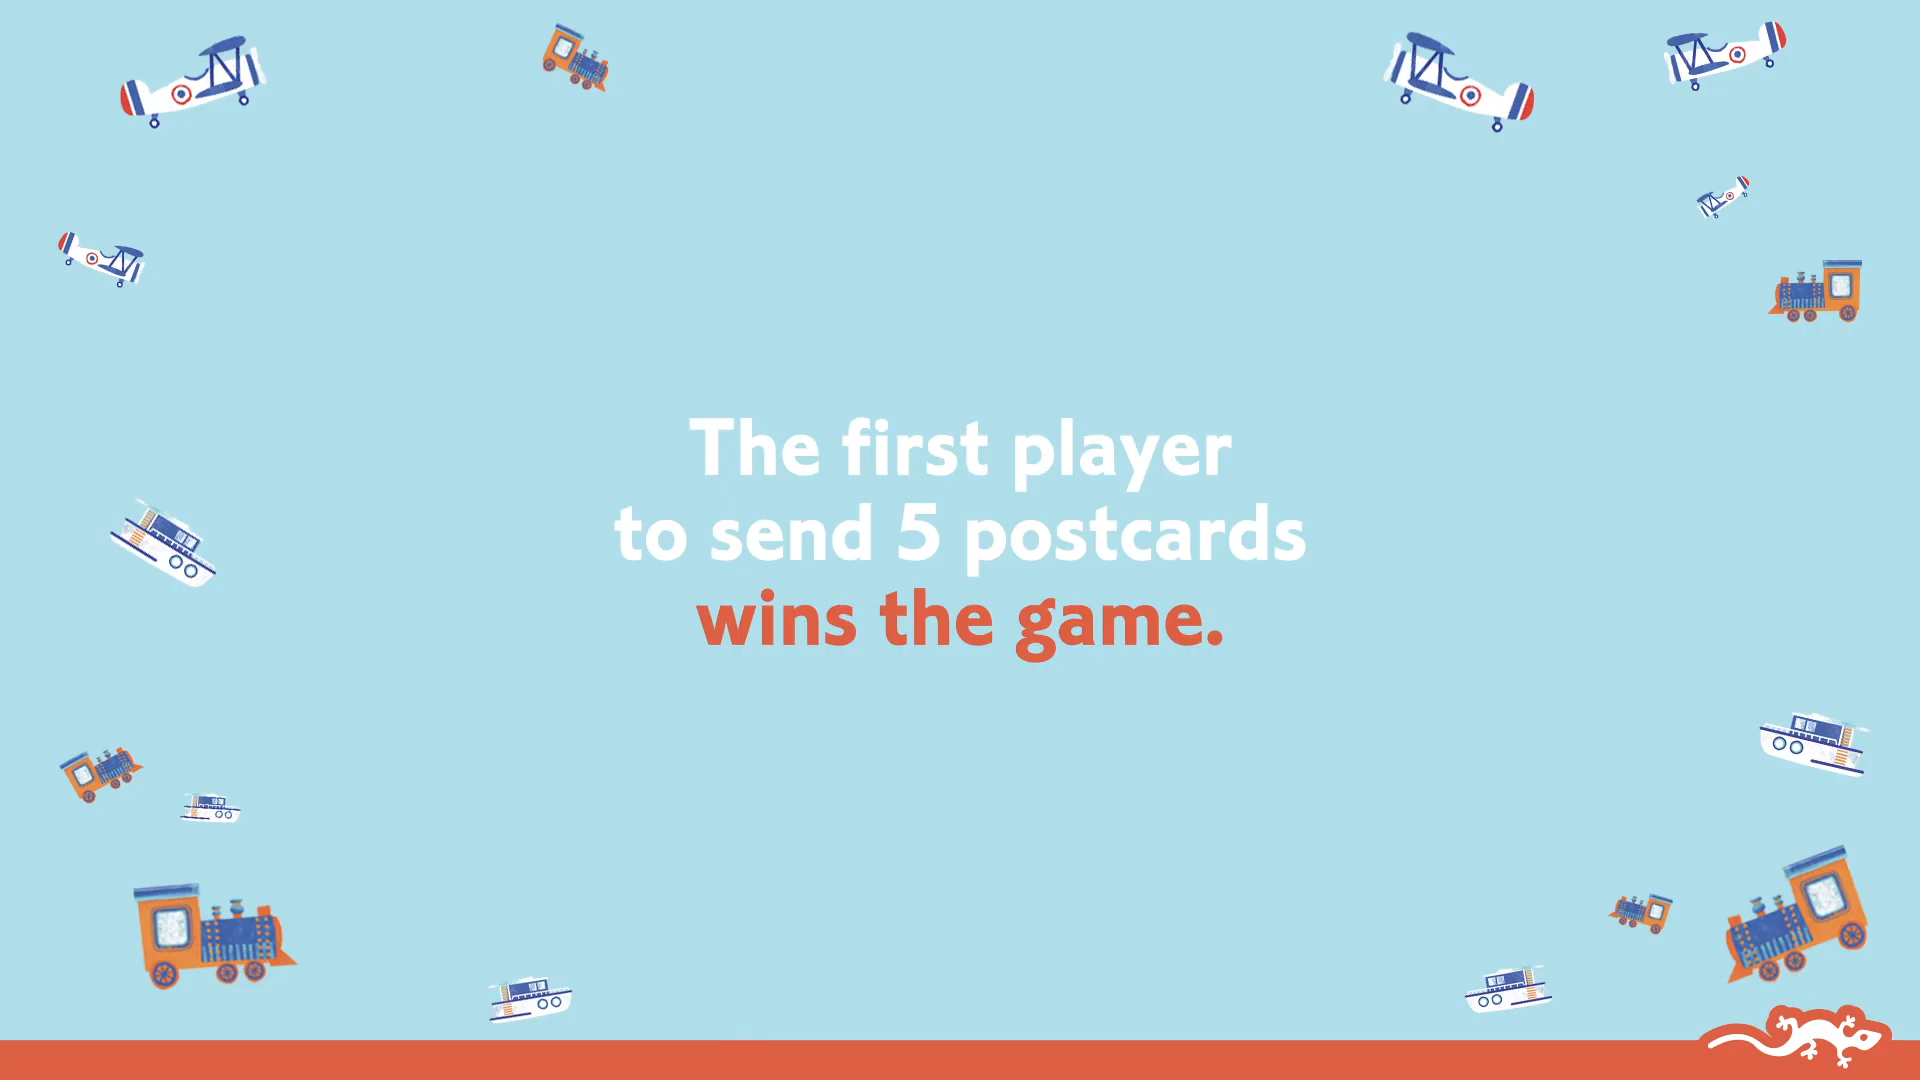 The first player
to send 5 postcards
wins the game.